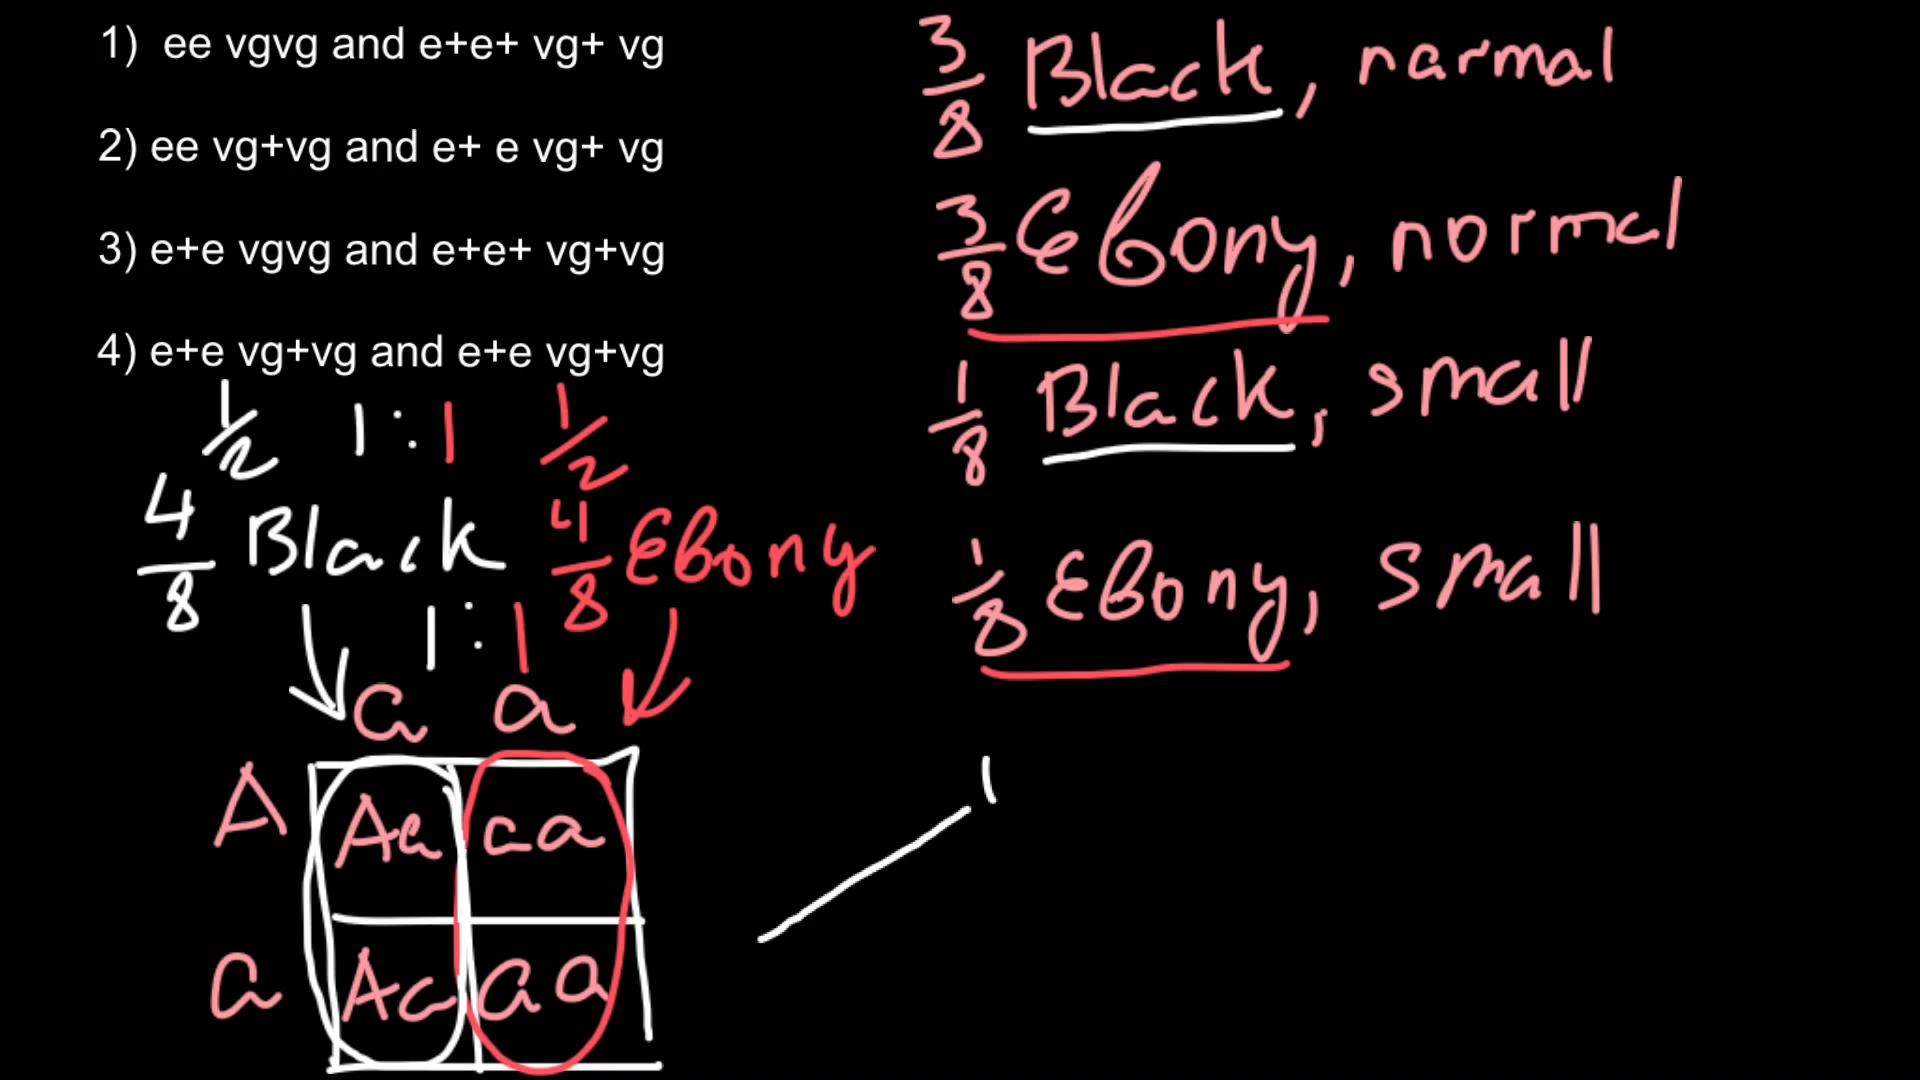 1) ee vgvg and e+e+ vg+ vg
2) ee vg+vg and e+ e vg+ vg
3) e+e vgvg and e+e+ vg+vg
4) e+e vg+vg and e+e vg+vg
1/2 1:1 1/2
4/8 Black 4/8 Ebony
1:1
a a
A Aa aa
a Aa aa
3/8 Black, normal
3/8 Ebony, normal
1/8 Black, small
1/8 Ebony, small